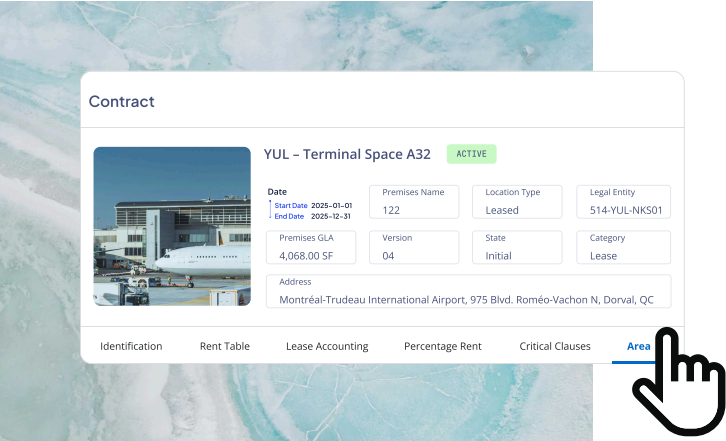 Contract
YUL – Terminal Space A32 ACTIVE
Date
Start Date 2025-01-01
End Date 2025-12-31
Premises Name
122
Location Type
Leased
Legal Entity
514-YUL-NKS01
Premises GLA
4,068.00 SF
Version
04
State
Initial
Category
Lease
Address
Montréal-Trudeau International Airport, 975 Blvd. Roméo-Vachon N, Dorval, QC
Identification Rent Table Lease Accounting Percentage Rent Critical Clauses Area